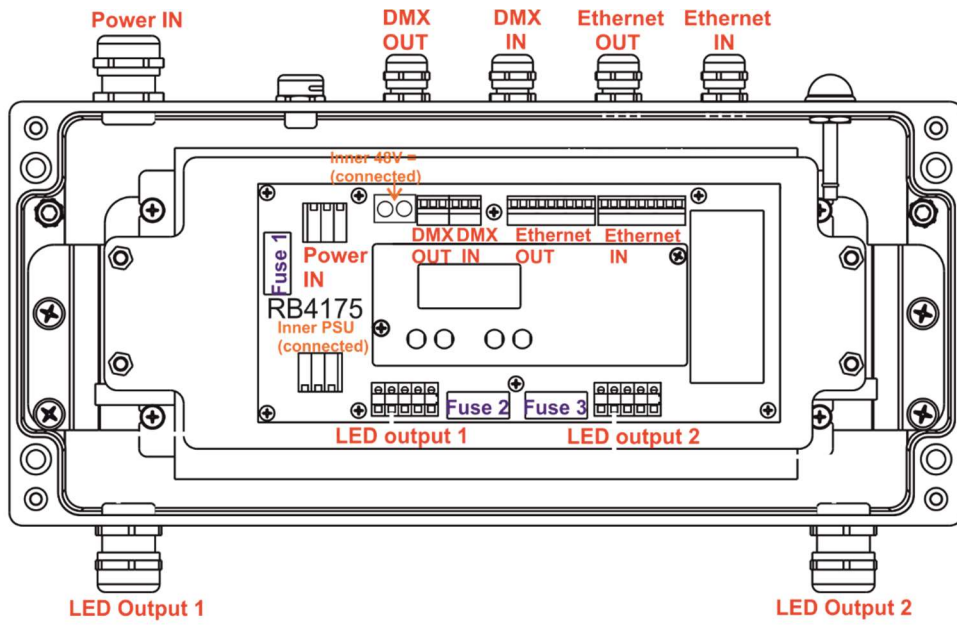 Power IN
DMX
OUT
DMX
IN
Ethernet
OUT
Ethernet
IN
Inner 48V =
(connected)
DMX
OUT
DMX
IN
Ethernet
OUT
Ethernet
IN
Fuse 1
Power
IN
RB4175
Inner PSU
(connected)
Fuse 2
Fuse 3
LED output 1
LED output 2
LED Output 1
LED Output 2